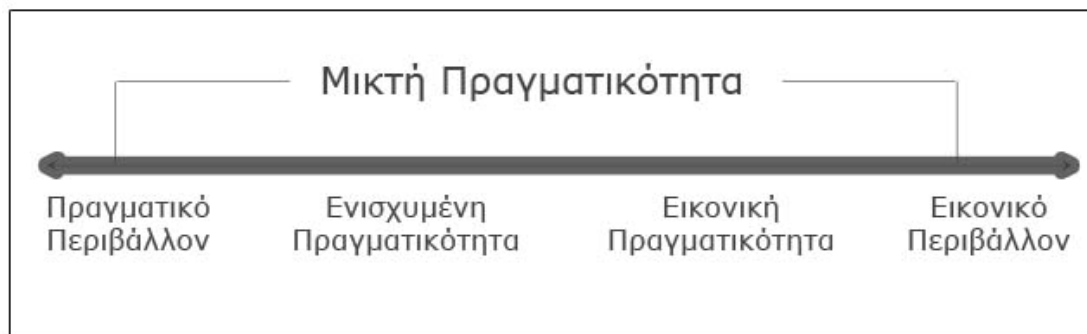 Μικτή Πραγματικότητα
Πραγματικό
Περιβάλλον
Ενισχυμένη
Πραγματικότητα
Εικονική
Πραγματικότητα
Εικονικό
Περιβάλλον